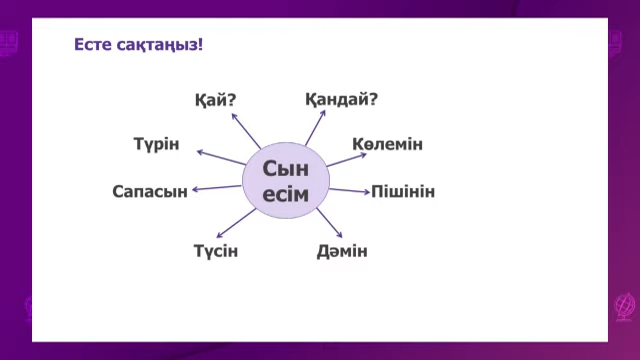 Есте сақтаңыз!
Қай?
Қандай?
Түрін
Көлемін
Сын
есім
Сапасын
Пішінін
Түсін
Дәмін